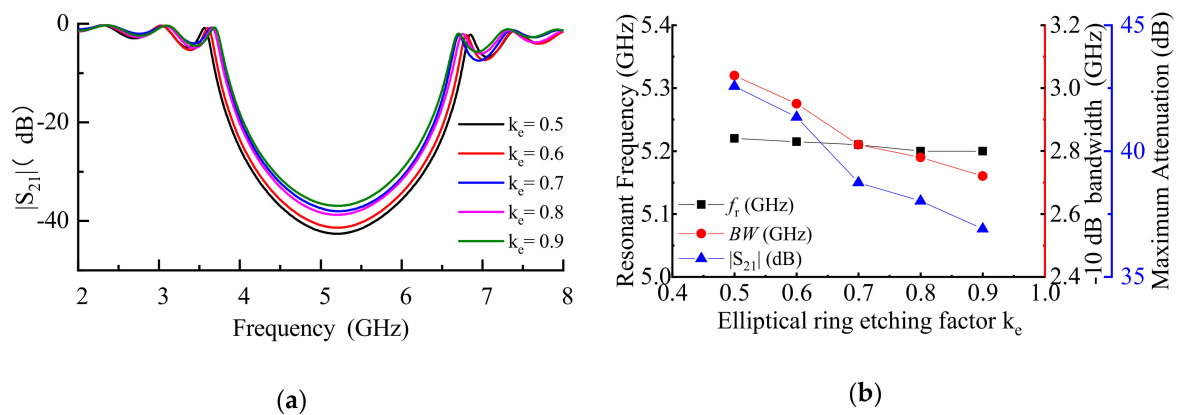 0
-20
-40
|S21|( dB)
2 3 4 5 6 7 8
Frequency (GHz)
ke= 0.5
ke= 0.6
ke= 0.7
ke= 0.8
ke= 0.9
(a)
Resonant Frequency (GHz)
5.4
5.3
5.2
5.1
5.0
0.4 0.5 0.6 0.7 0.8 0.9 1.0
Elliptical ring etching factor ke
fr (GHz)
BW (GHz)
|S21| (dB)
3.2
3.0
2.8
2.6
2.4
-10 dB bandwidth (GHz)
45
40
35
Maximum Attenuation (dB)
(b)